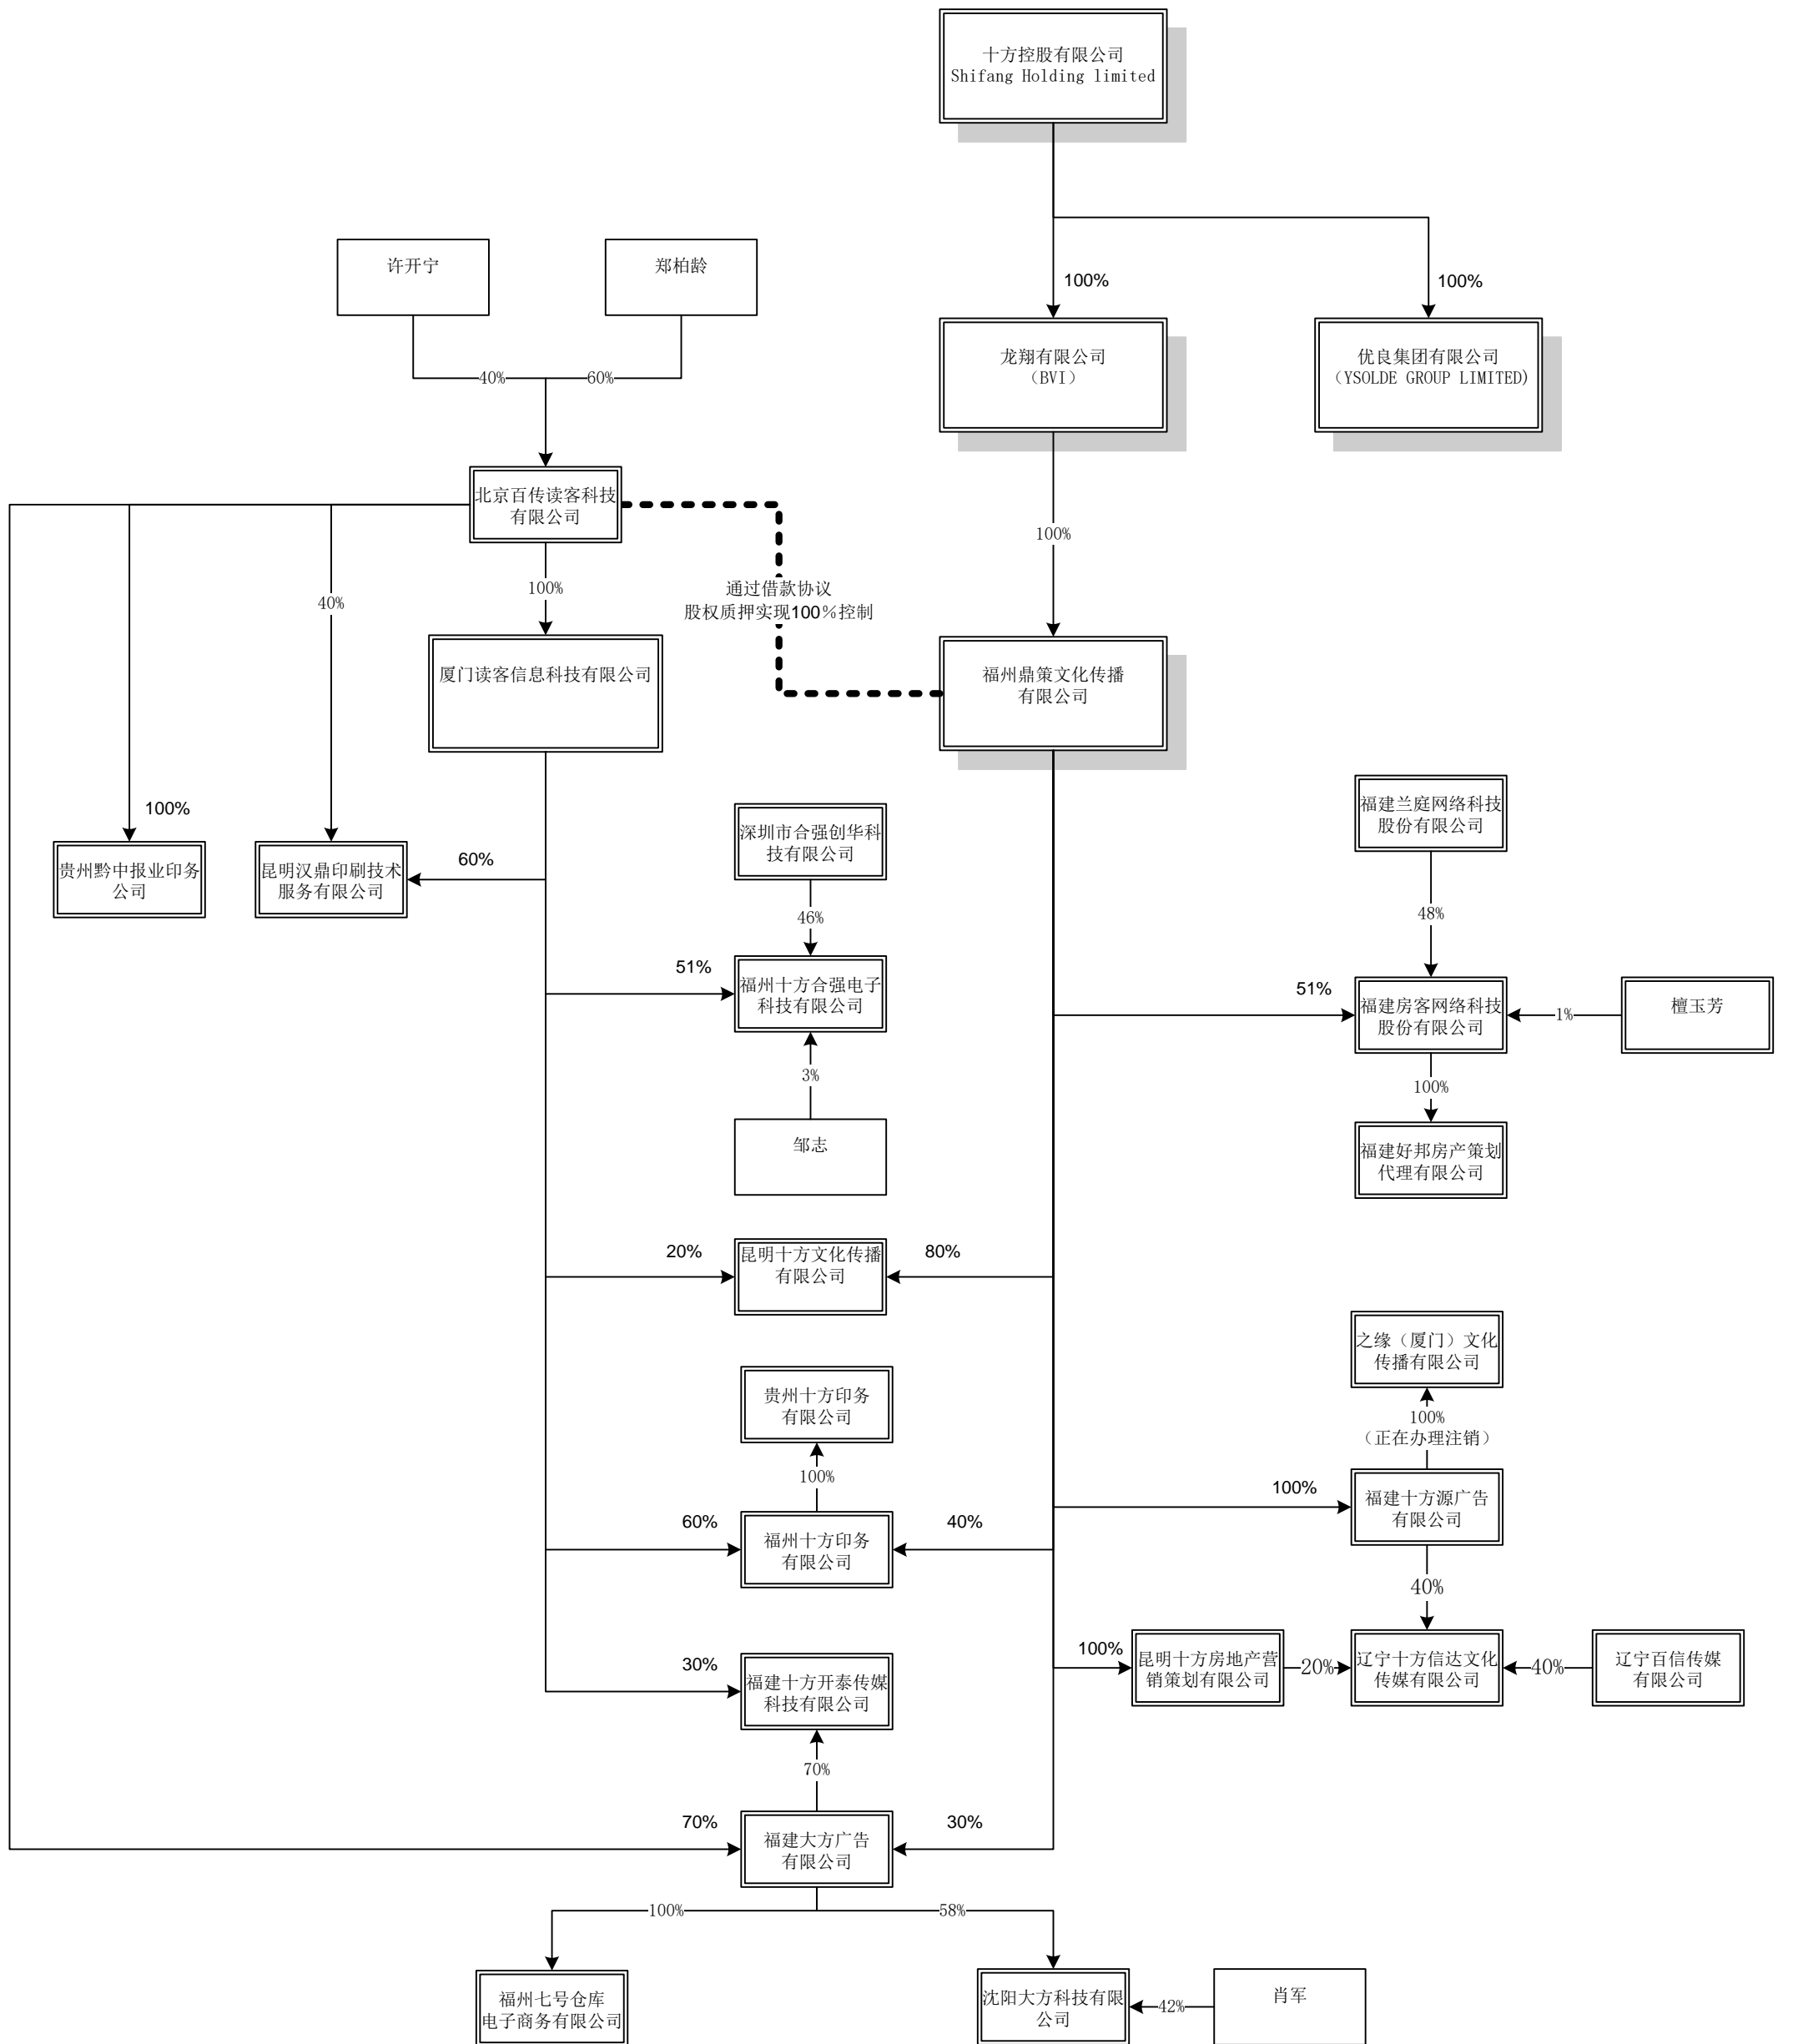 十方控股有限公司
Shifang Holding limited
许开宁
郑柏龄
100%
100%
龙翔有限公司
（BVI）
优良集团有限公司
（YSOLDE GROUP LIMITED)
40%
60%
北京百传读客科技
有限公司
100%
100%
通过借款协议
股权质押实现100％控制
40%
厦门读客信息科技有限公司
福州鼎策文化传播
有限公司
100%
深圳市合强创华科
技有限公司
福建兰庭网络科技
股份有限公司
贵州黔中报业印务
公司
昆明汉鼎印刷技术
服务有限公司
60%
46%
48%
51%
福州十方合强电子
科技有限公司
51%
福建房客网络科技
股份有限公司
1%
檀玉芳
3%
100%
邹志
福建好邦房产策划
代理有限公司
20%
昆明十方文化传播
有限公司
80%
之缘（厦门）文化
传播有限公司
贵州十方印务
有限公司
100%
（正在办理注销）
100%
100%
福建十方源广告
有限公司
60%
福州十方印务
有限公司
40%
40%
30%
福建十方开泰传媒
科技有限公司
100%
昆明十方房地产营
销策划有限公司
20%
辽宁十方信达文化
传媒有限公司
40%
辽宁百信传媒
有限公司
70%
70%
福建大方广告
有限公司
30%
100%
58%
福州七号仓库
电子商务有限公司
沈阳大方科技有限
公司
42%
肖军